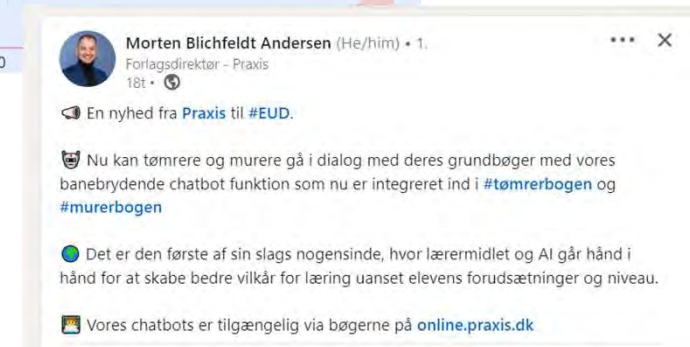 Morten Blichfeldt Andersen (He/him) • 1.
Forlagsdirektør - Praxis
18t •
En nyhed fra Praxis til #EUD.
Nu kan tømrere og murere gå i dialog med deres grundbøger med vores
banebrydende chatbot funktion som nu er integreret ind i #tømrerbogen og
#murerbogen
Det er den første af sin slags nogensinde, hvor lærermidlet og AI går hånd i
hånd for at skabe bedre vilkår for læring uanset elevens forudsætninger og niveau.
Vores chatbots er tilgængelig via bøgerne på online.praxis.dk